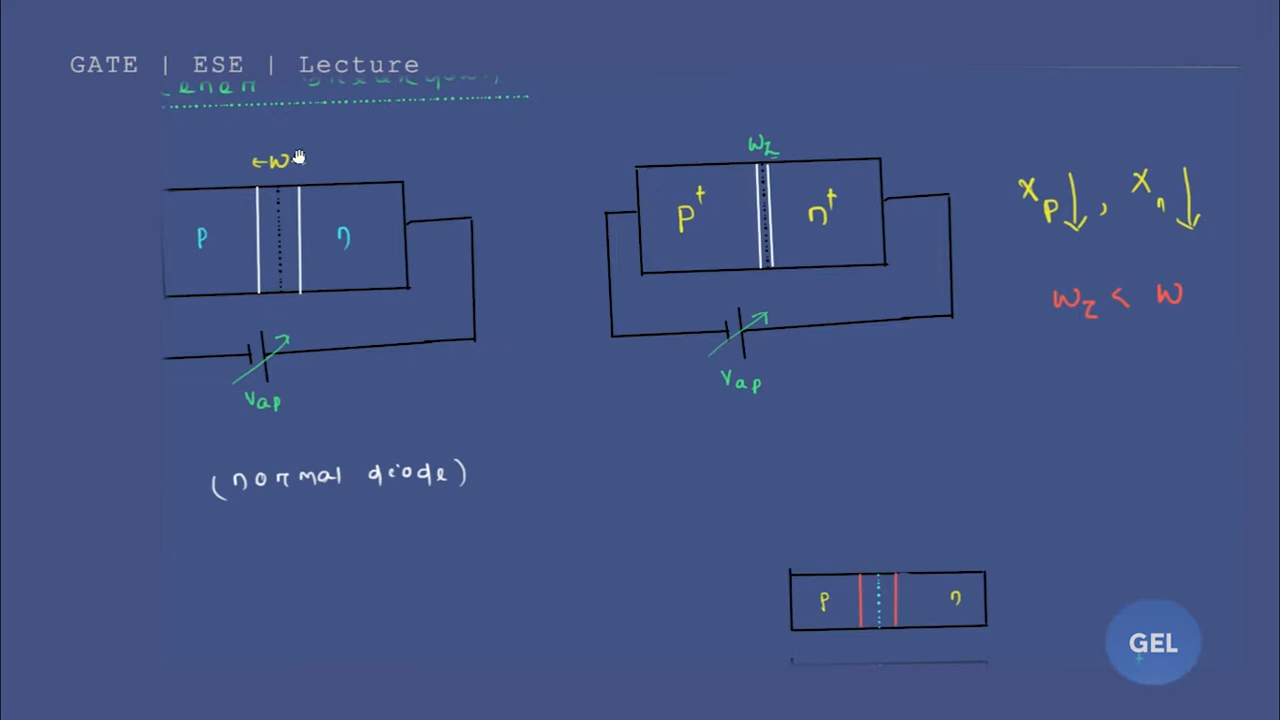 GATE | ESE | Lecture
←W
P
n
Vap
(normal diode)
Wz
p+
n+
Vap
xp↓, xn↓
Wz < W
P
n
GEL